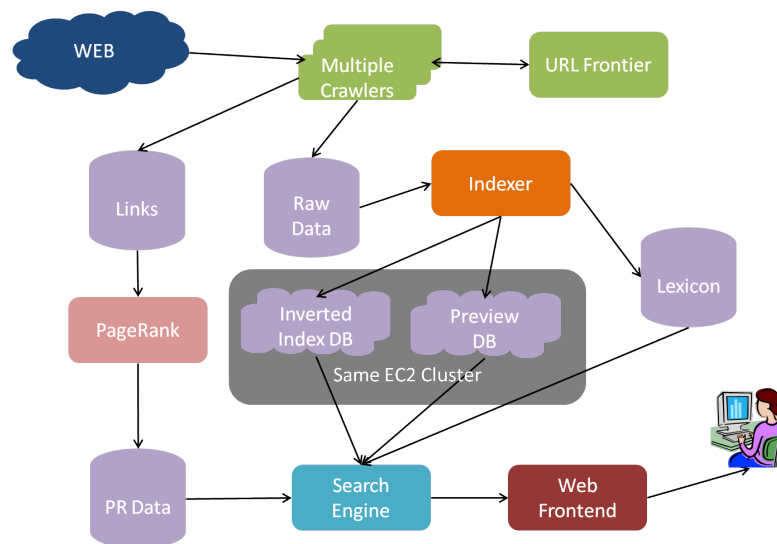 WEB
Multiple
Crawlers
URL Frontier
Links
Raw
Data
Indexer
Lexicon
PageRank
Inverted
Index DB
Preview
DB
Same EC2 Cluster
PR Data
Search
Engine
Web
Frontend